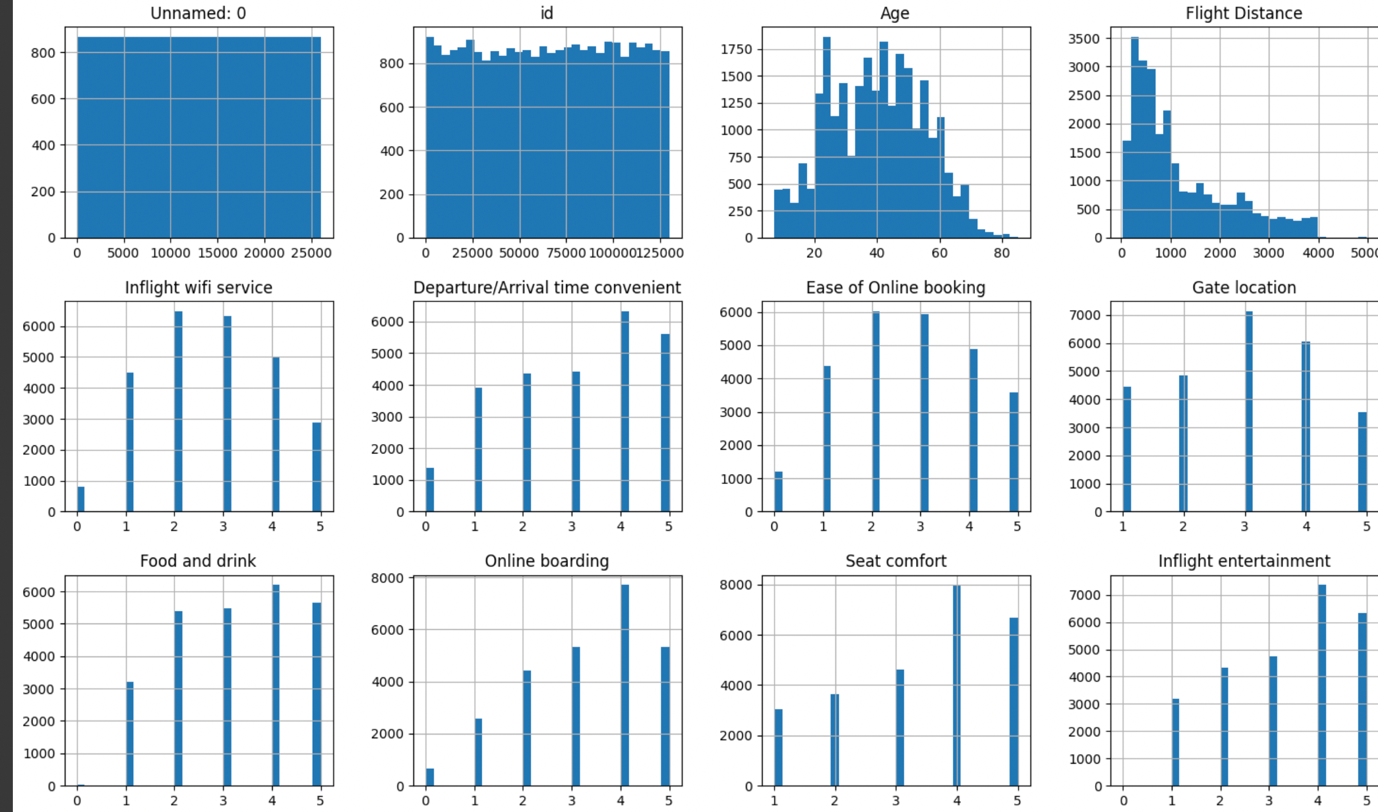 Unnamed: 0 id Age Flight Distance
800 800 1750 3500
600 600 1500 3000
400 400 1250 2500
200 200 1000 2000
0 0 750 1500
500 1000
250 500
0 0
0 5000 10000 15000 20000 25000 0 25000 50000 75000 100000 125000 20 40 60 80 0 1000 2000 3000 4000 5000
Inflight wifi service Departure/Arrival time convenient Ease of Online booking Gate location
6000 6000 6000 7000
5000 5000 5000 6000
4000 4000 4000 5000
3000 3000 3000 4000
2000 2000 2000 3000
1000 1000 1000 2000
0 0 0 1000
0
0 1 2 3 4 5 0 1 2 3 4 5 0 1 2 3 4 5 1 2 3 4 5
Food and drink Online boarding Seat comfort Inflight entertainment
6000 8000 8000 7000
5000 6000 6000 6000
4000 4000 4000 5000
3000 2000 2000 4000
2000 0 0 3000
1000 2000
0 1000
0
0 1 2 3 4 5 0 1 2 3 4 5 1 2 3 4 5 0 1 2 3 4 5